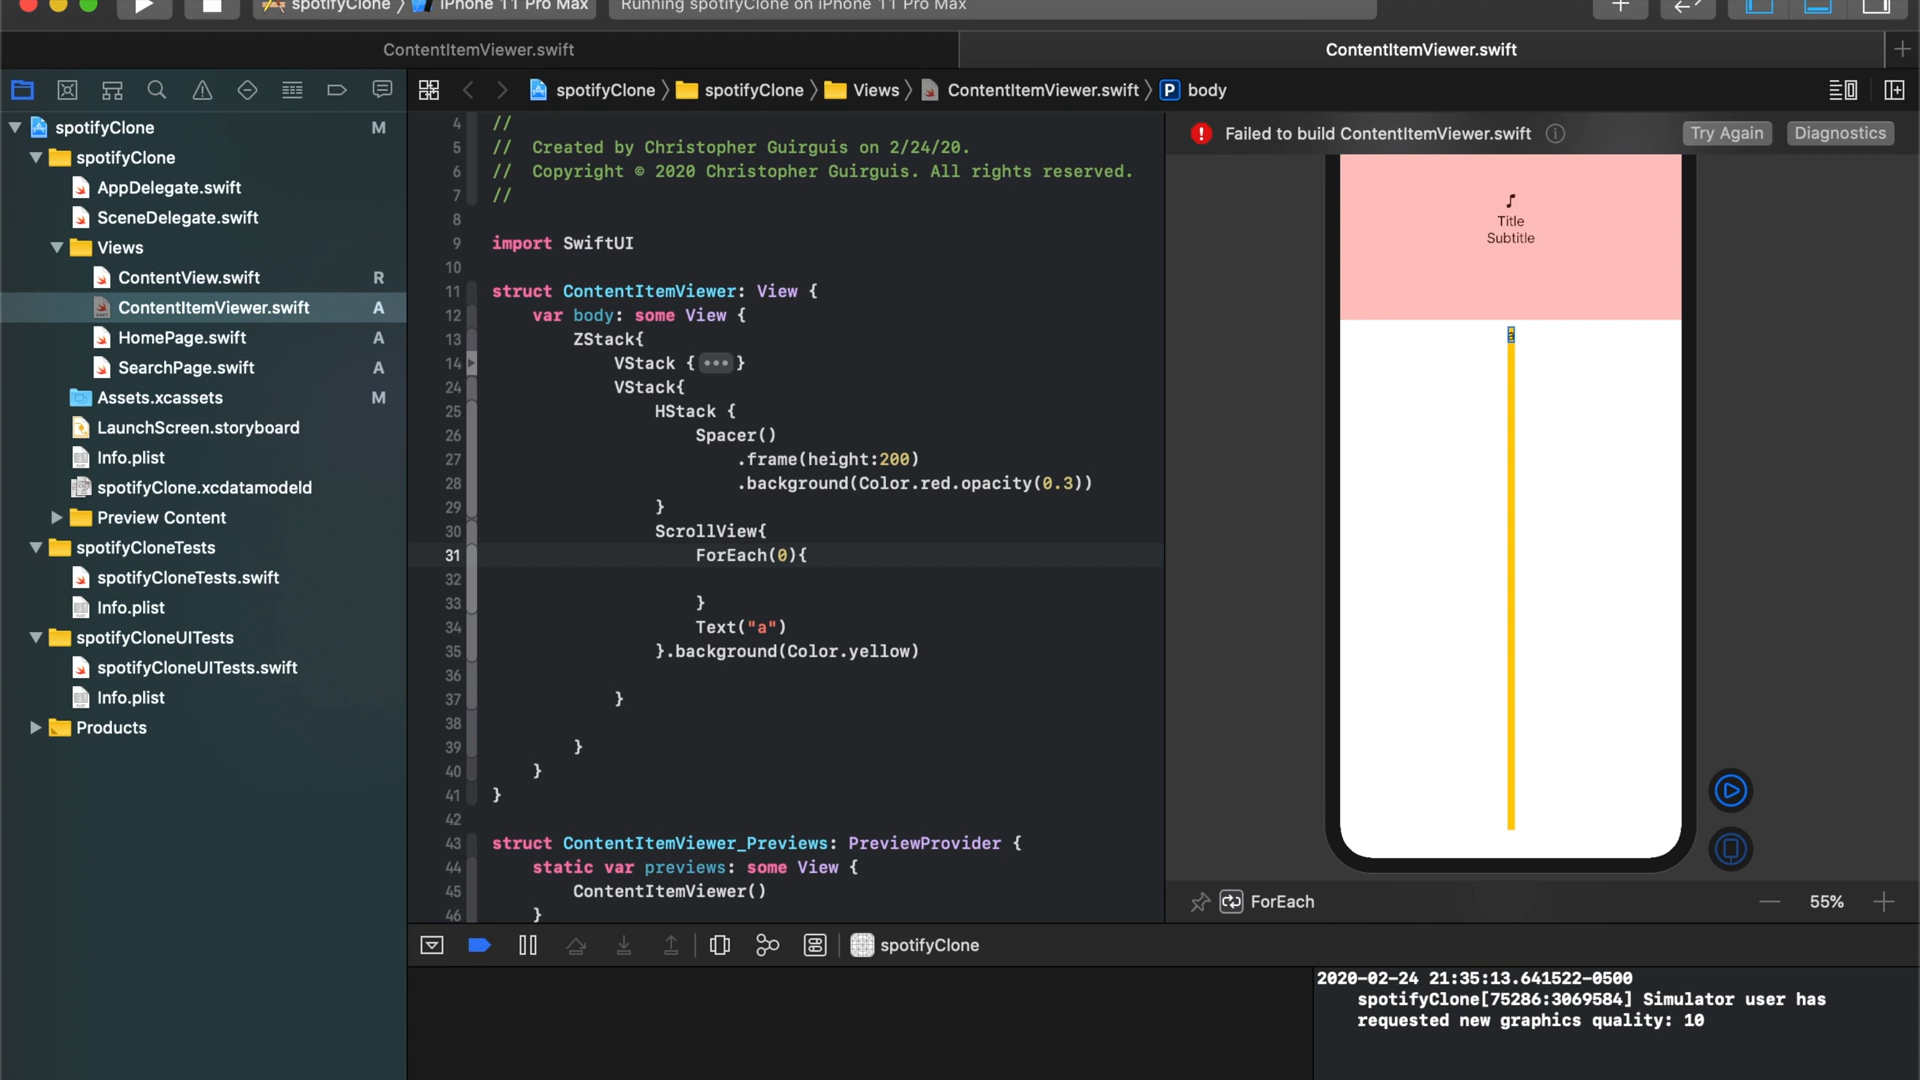 spotifyClone 〉 iPhone 11 Pro Max
Running spotifyClone on iPhone 11 Pro Max
ContentItemViewer.swift
ContentItemViewer.swift
spotifyClone 〉 spotifyClone 〉 Views 〉 ContentItemViewer.swift 〉 P body
spotifyClone M
spotifyClone
AppDelegate.swift
SceneDelegate.swift
Views
ContentView.swift R
ContentItemViewer.swift A
HomePage.swift A
SearchPage.swift A
Assets.xcassets M
LaunchScreen.storyboard
Info.plist
spotifyClone.xcdatamodeld
Preview Content
spotifyCloneTests
spotifyCloneTests.swift
Info.plist
spotifyCloneUITests
spotifyCloneUITests.swift
Info.plist
Products
4 //
5 // Created by Christopher Guirguis on 2/24/20.
6 // Copyright © 2020 Christopher Guirguis. All rights reserved.
7 //
8
9 import SwiftUI
10
11 struct ContentItemViewer: View {
12 var body: some View {
13 ZStack{
14 VStack {•••}
24 VStack{
25 HStack {
26 Spacer()
27 .frame(height:200)
28 .background(Color.red.opacity(0.3))
29 }
30 ScrollView{
31 ForEach(0){
32
33 }
34 Text("a")
35 }.background(Color.yellow)
36
37 }
38
39 }
40 }
41 }
42
43 struct ContentItemViewer_Previews: PreviewProvider {
44 static var previews: some View {
45 ContentItemViewer()
46 }
Failed to build ContentItemViewer.swift
Try Again
Diagnostics
Title
Subtitle
a
ForEach
55%
spotifyClone
2020-02-24 21:35:13.641522-0500
spotifyClone[75286:3069584] Simulator user has
requested new graphics quality: 10